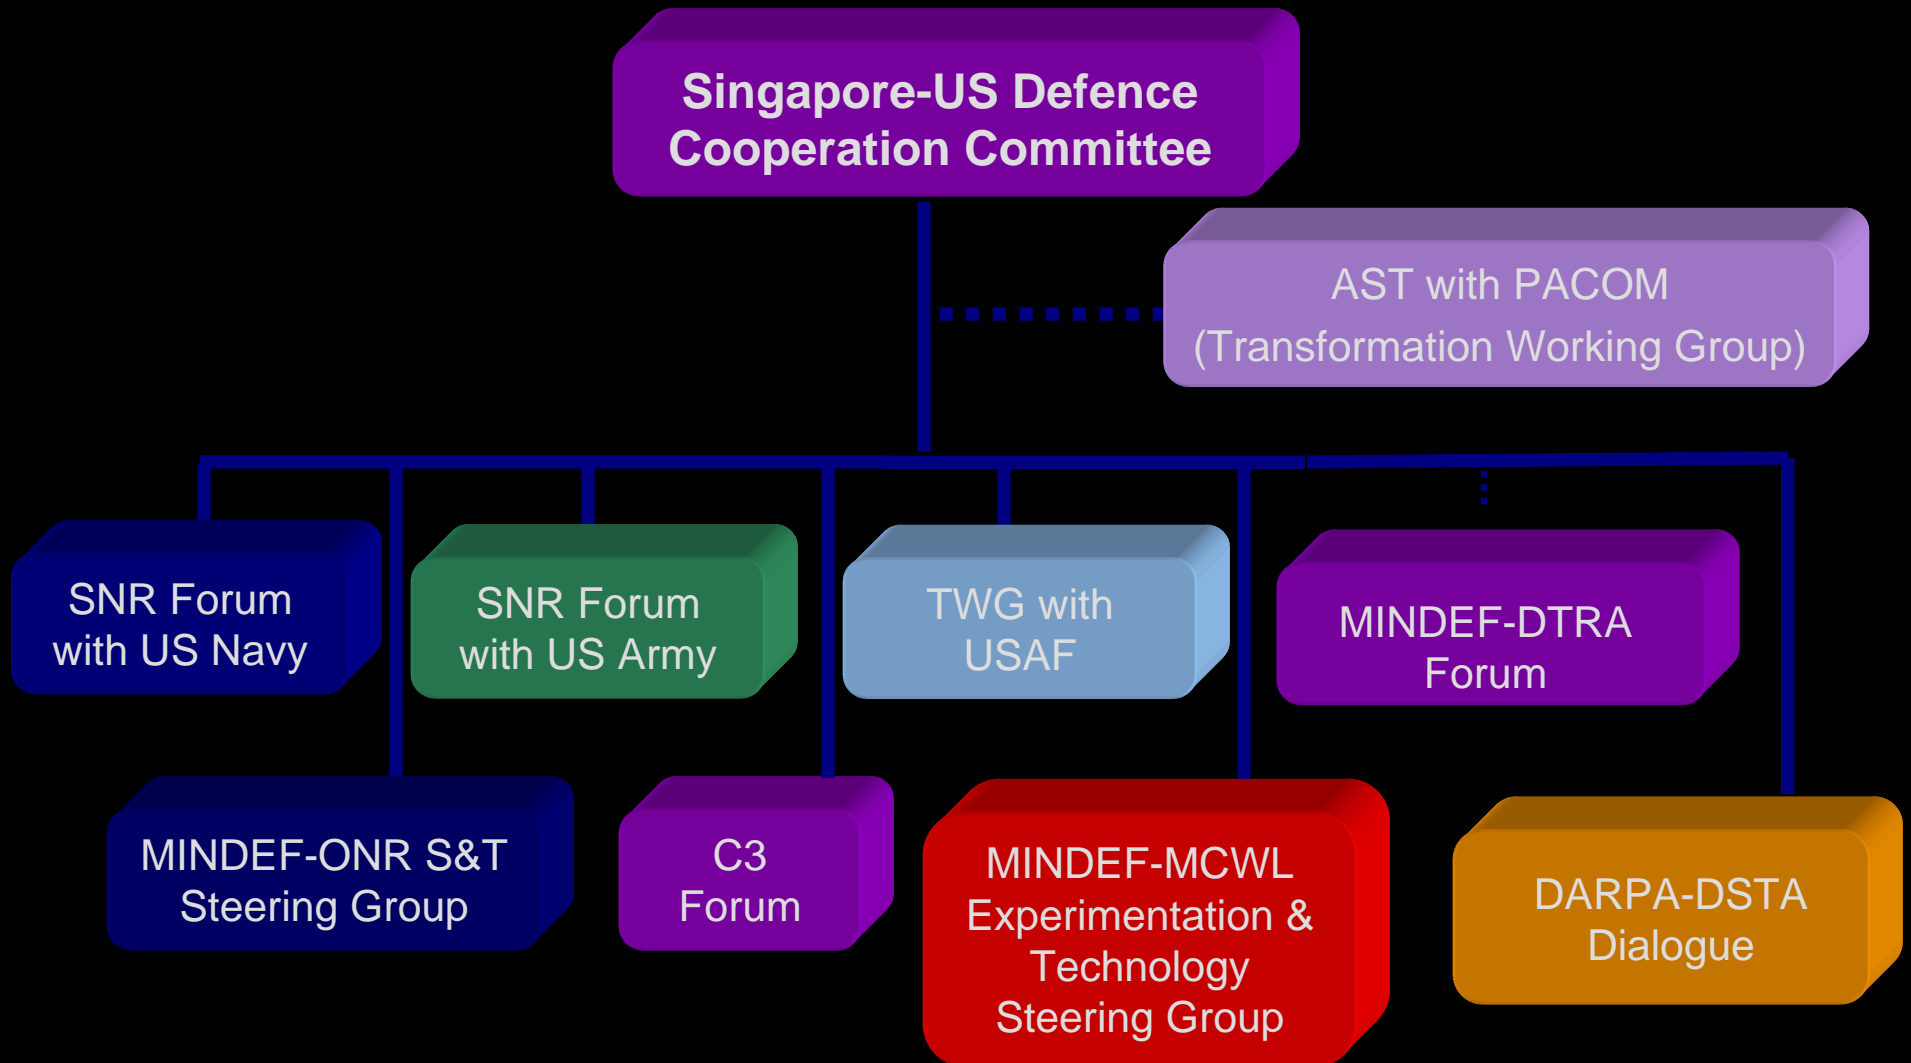 Singapore-US Defence
Cooperation Committee
AST with PACOM
(Transformation Working Group)
SNR Forum
with US Navy
SNR Forum
with US Army
TWG with
USAF
MINDEF-DTRA
Forum
MINDEF-ONR S&T
Steering Group
C3
Forum
MINDEF-MCWL
Experimentation &
Technology
Steering Group
DARPA-DSTA
Dialogue